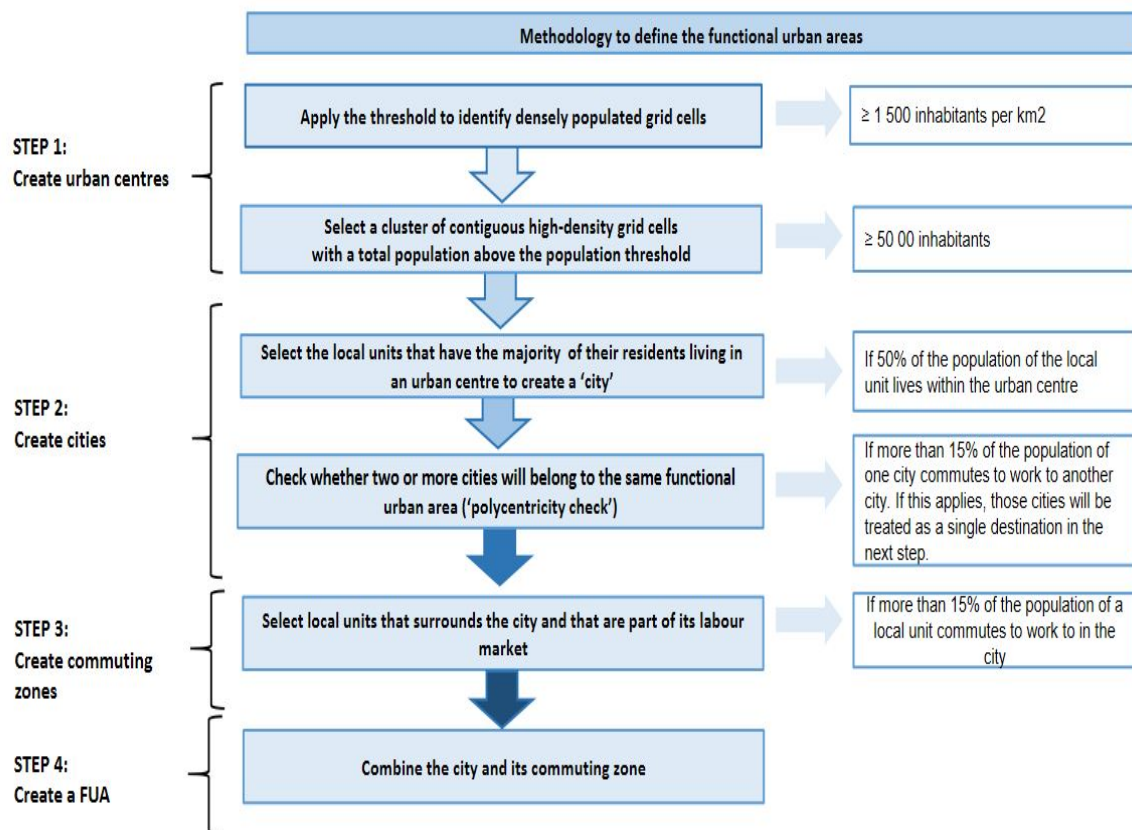 Methodology to define the functional urban areas
STEP 1:
Create urban centres
Apply the threshold to identify densely populated grid cells
≥ 1 500 inhabitants per km2
Select a cluster of contiguous high-density grid cells
with a total population above the population threshold
≥ 50 00 inhabitants
STEP 2:
Create cities
Select the local units that have the majority of their residents living in
an urban centre to create a ‘city’
If 50% of the population of the local
unit lives within the urban centre
Check whether two or more cities will belong to the same functional
urban area (‘polycentricity check’)
If more than 15% of the population of
one city commutes to work to another
city. If this applies, those cities will be
treated as a single destination in the
next step.
STEP 3:
Create commuting
zones
Select local units that surrounds the city and that are part of its labour
market
If more than 15% of the population of a
local unit commutes to work to in the
city
STEP 4:
Create a FUA
Combine the city and its commuting zone